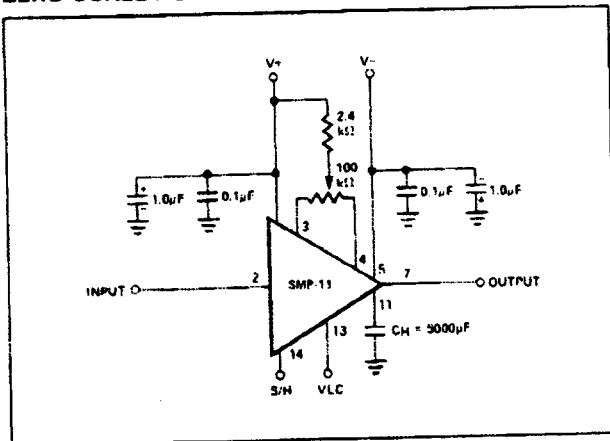 V+
V-
2.4
kΩ
100
kΩ
1.0µF
0.1µF
0.1µF
1.0µF
3
4
5
INPUT
2
SMP-11
7
OUTPUT
11
CH = 5000µF
13
14
S/H
VLC